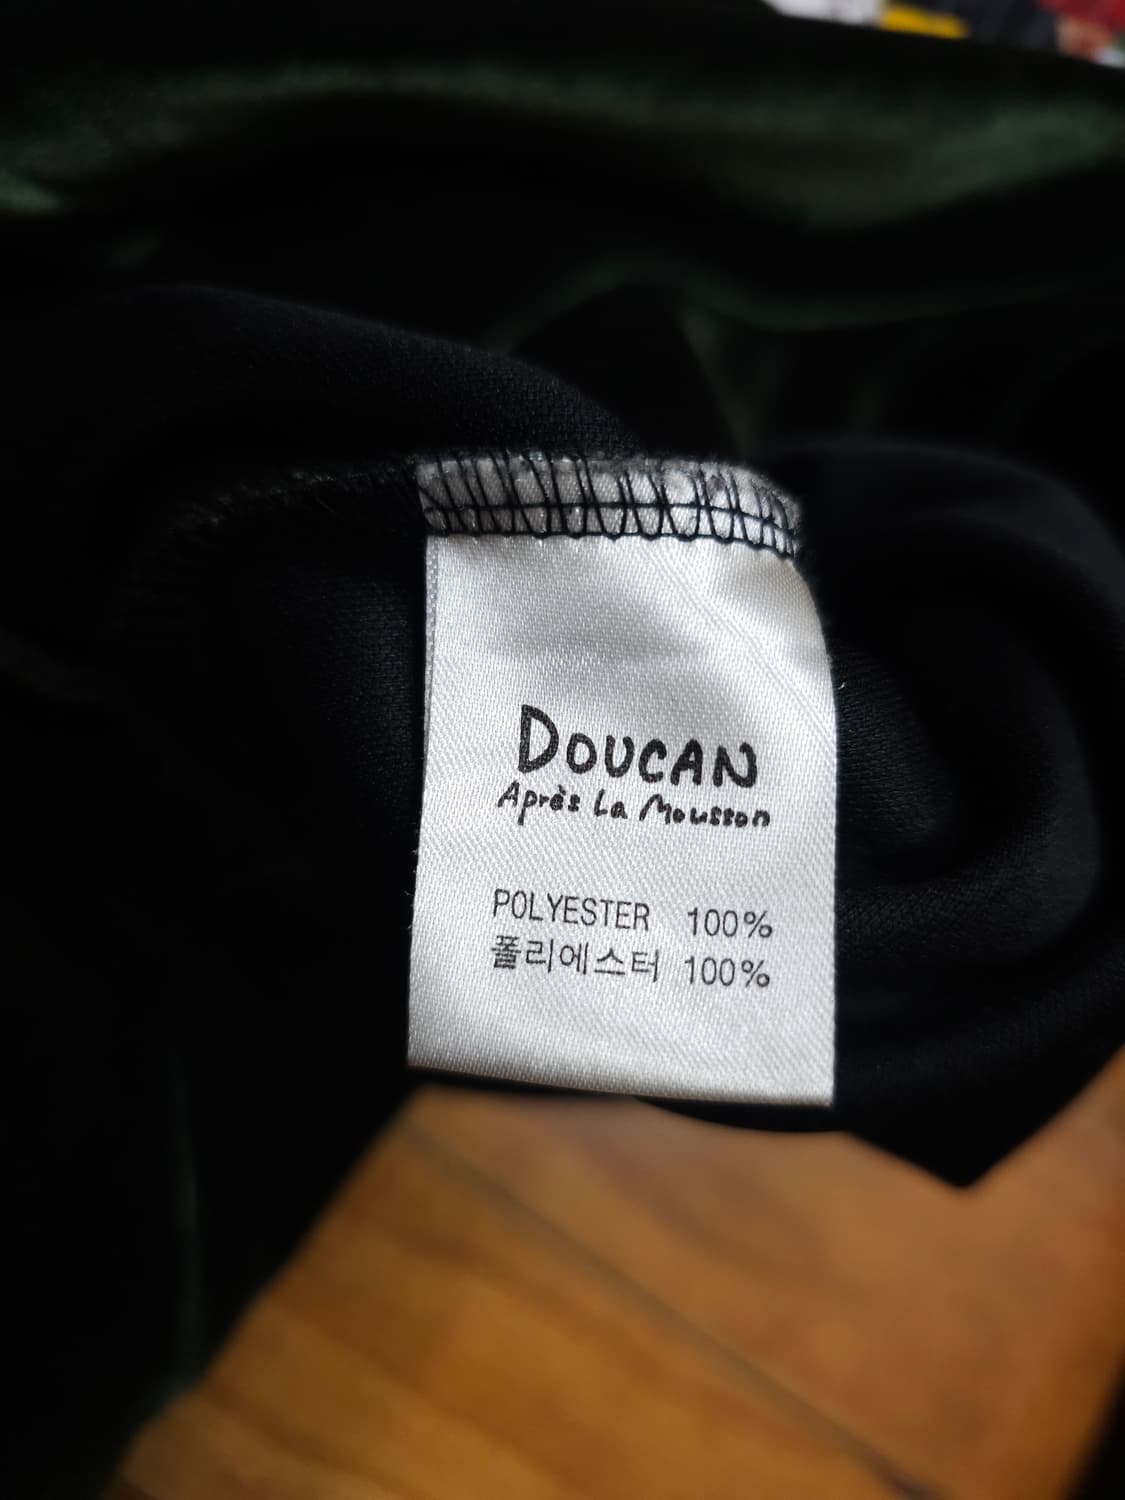 DOUCAN
Après La Mousson
POLYESTER 100%
폴리에스터 100%